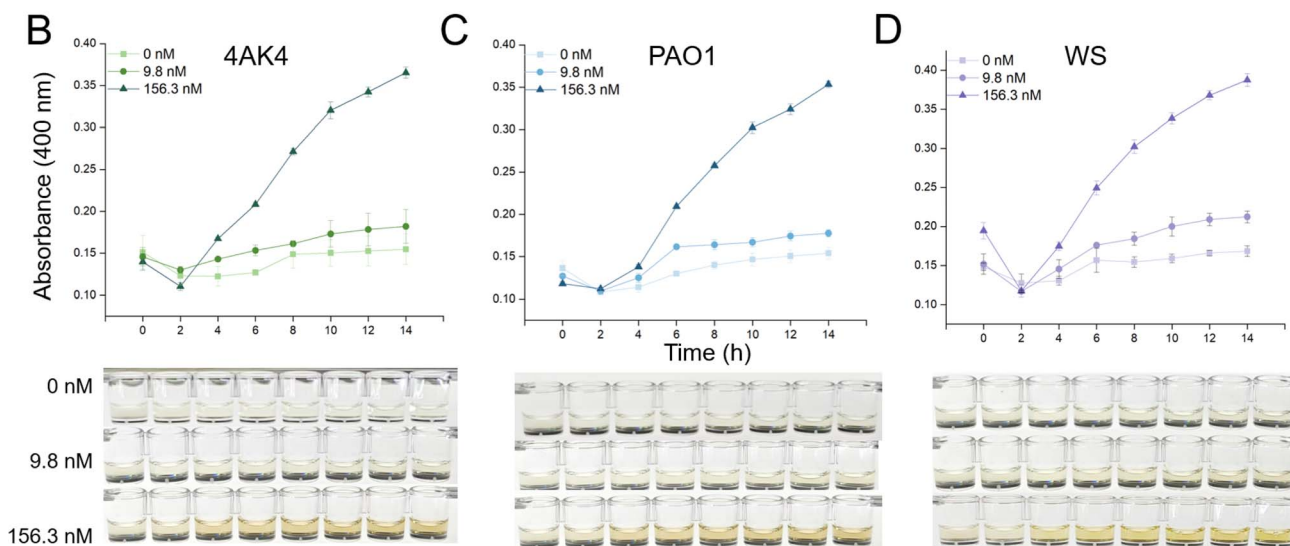 B
4AK4
0 nM
9.8 nM
156.3 nM
0.40
0.35
0.30
0.25
0.20
0.15
0.10
Absorbance (400 nm)
0 2 4 6 8 10 12 14
C
PAO1
0 nM
9.8 nM
156.3 nM
0.40
0.35
0.30
0.25
0.20
0.15
0.10
0 2 4 6 8 10 12 14
Time (h)
D
WS
0 nM
9.8 nM
156.3 nM
0.40
0.35
0.30
0.25
0.20
0.15
0.10
0 2 4 6 8 10 12 14
0 nM
9.8 nM
156.3 nM